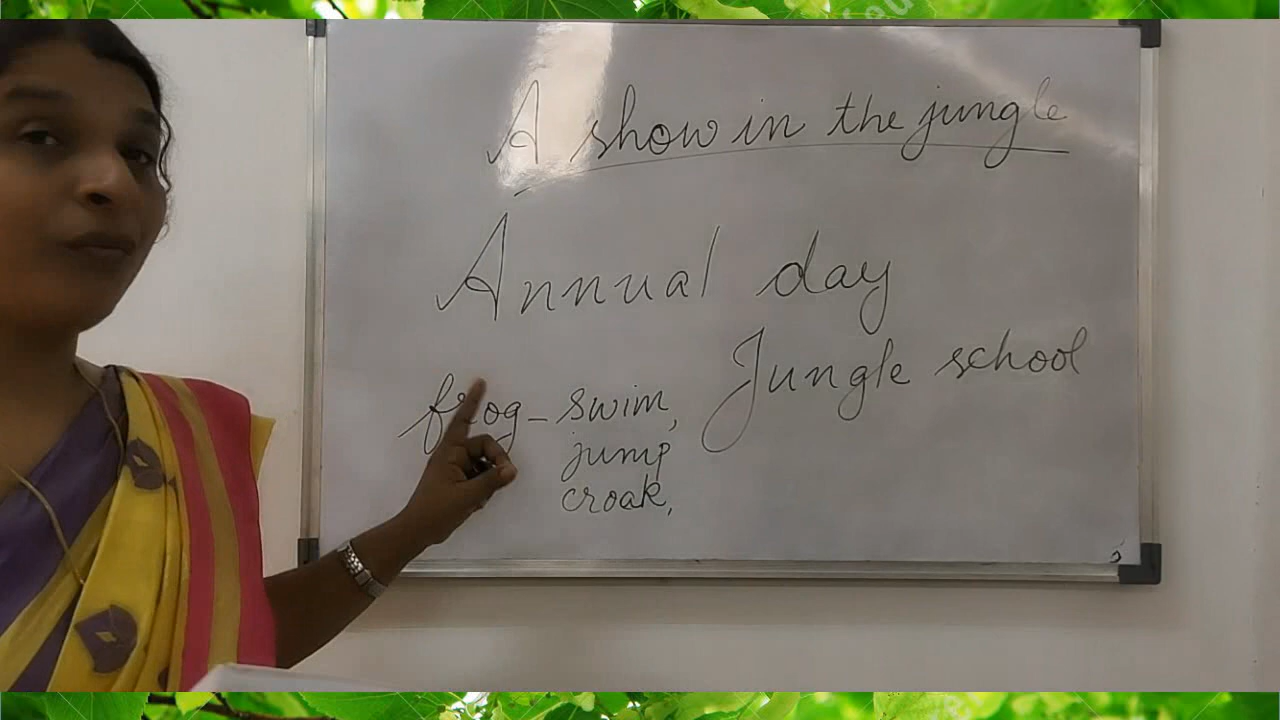 A show in the jungle
Annual day
Jungle school
frog - swim,
jump
croak,